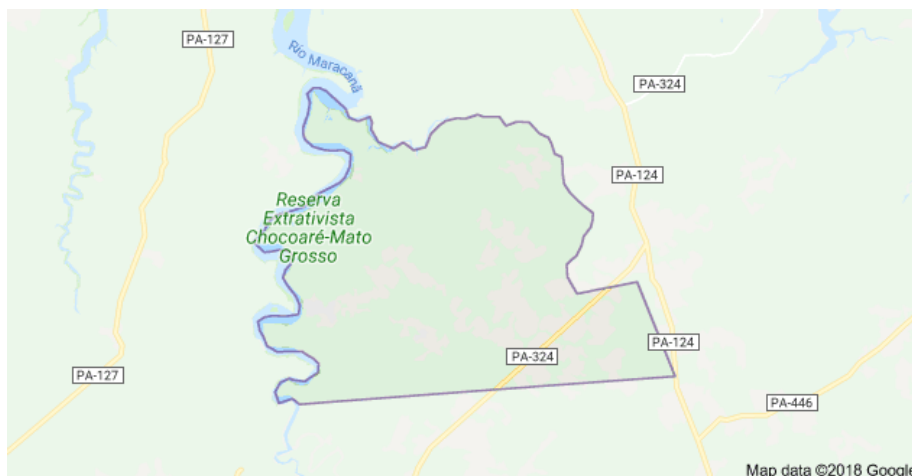 PA-127
Río Maracanã
PA-324
PA-124
Reserva
Extrativista
Chocoaré-Mato
Grosso
PA-324
PA-124
PA-127
PA-446
Map data ©2018 Google